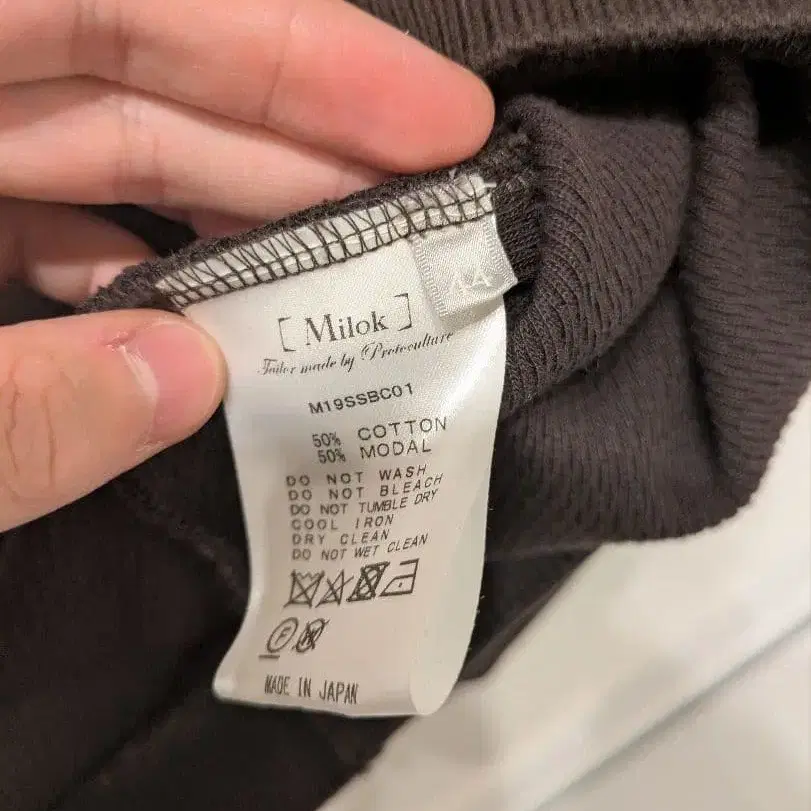 [ Milok ]
Tailor made by Protoculture
M19SSBC01
50% COTTON
50% MODAL
DO NOT WASH
DO NOT BLEACH
DO NOT TUMBLE DRY
COOL IRON
DRY CLEAN
DO NOT WET CLEAN
F W
MADE IN JAPAN